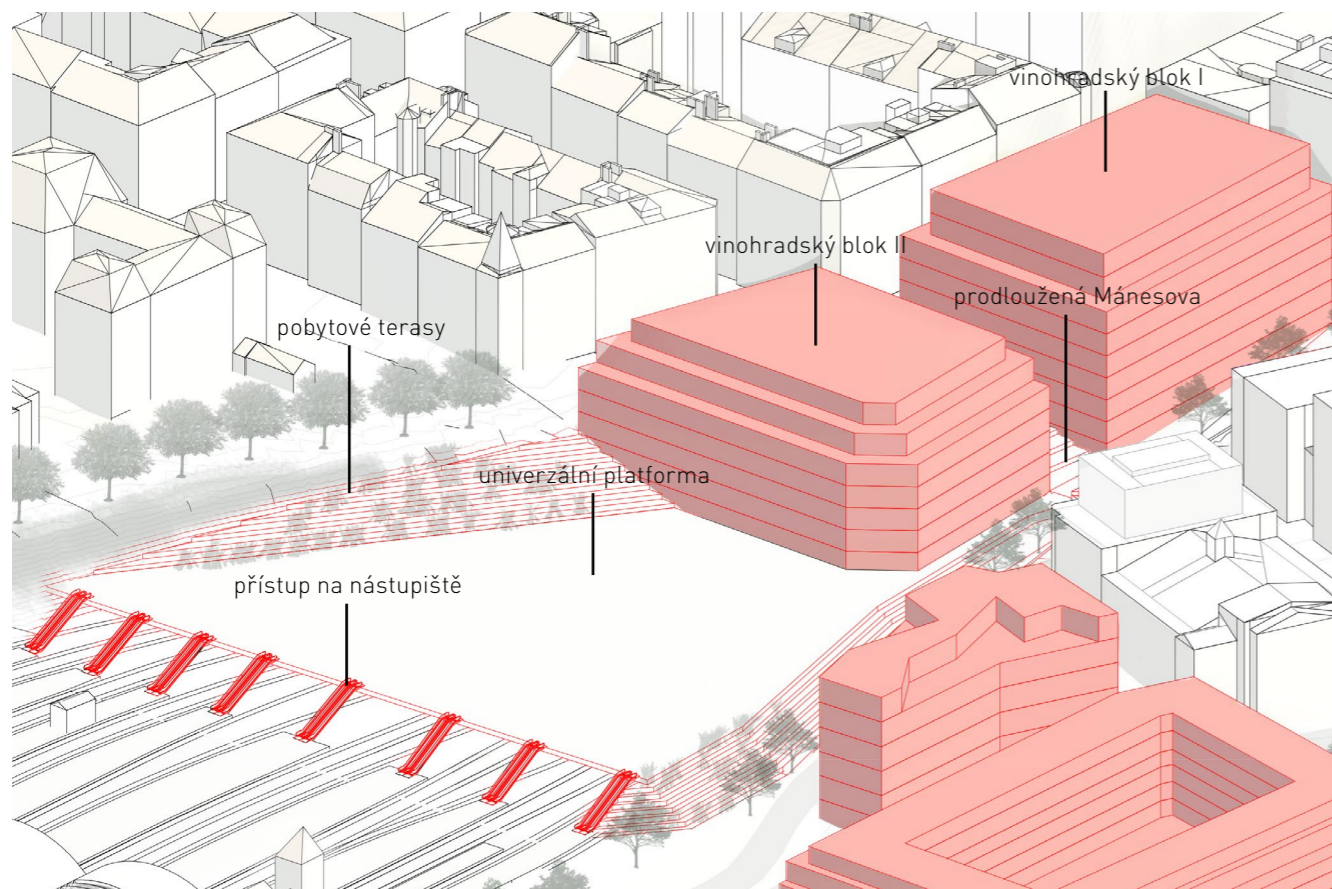 vinohradský blok I
vinohradský blok II
prodloužená Mánesova
pobytové terasy
univerzální platforma
přístup na nástupiště